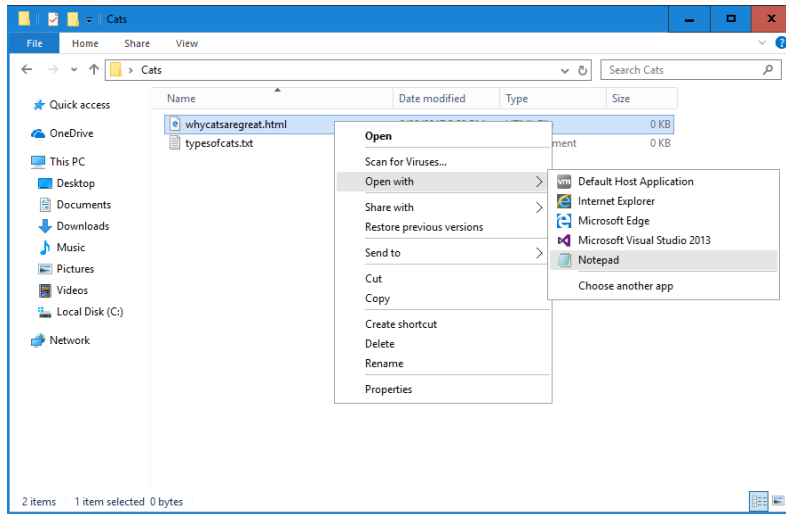 Cats
File Home Share View
Cats Search Cats
Name Date modified Type Size
Quick access
whycatsaregreat.html 0 KB
typesofcats.txt ment 0 KB
OneDrive
This PC
Desktop
Documents
Downloads
Music
Pictures
Videos
Local Disk (C:)
Network
Open
Scan for Viruses...
Open with
Share with
Restore previous versions
Send to
Cut
Copy
Create shortcut
Delete
Rename
Properties
vm Default Host Application
Internet Explorer
Microsoft Edge
Microsoft Visual Studio 2013
Notepad
Choose another app
2 items 1 item selected 0 bytes